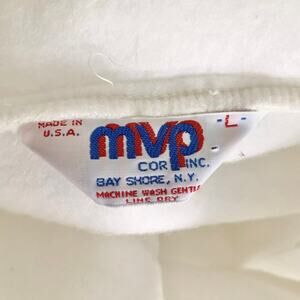 MADE IN
U.S.A.
mvp
-L-
CORP. INC.
BAY SHORE, N.Y.
MACHINE WASH GENTLE
LINE DRY